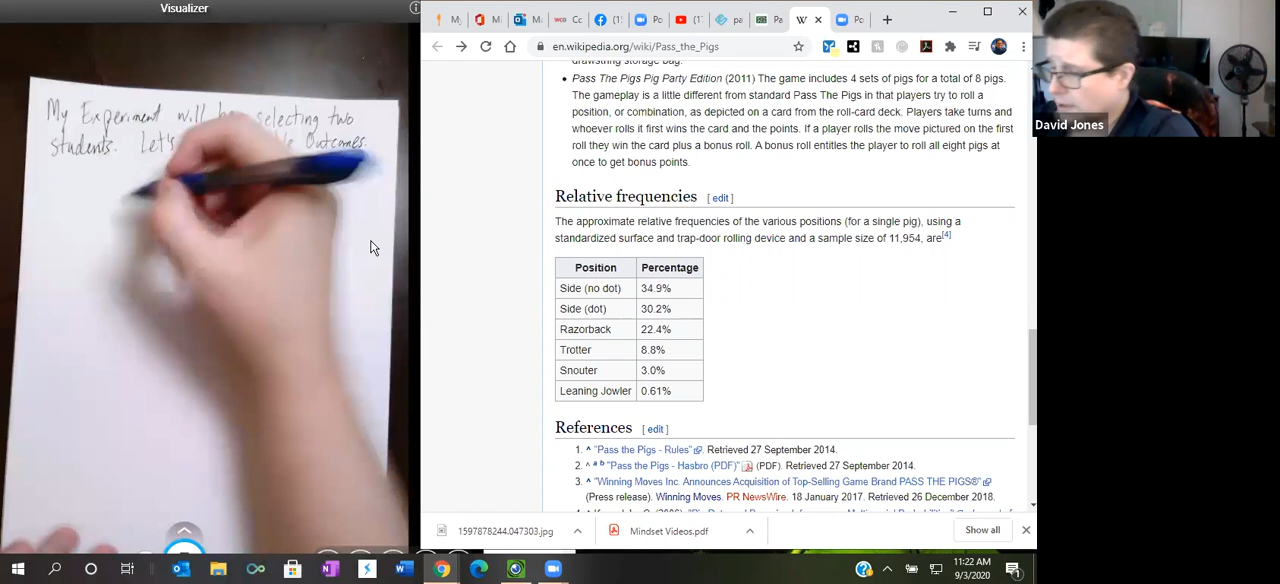 Visualizer
My Experiment will be selecting two
students. Let's Outcomes.
My
M
M
WCD Cc
(1
Pc
(1
pa
Pa
W
Pc
en.wikipedia.org/wiki/Pass_the_Pigs
drawstring storage bag.
• Pass The Pigs Pig Party Edition (2011) The game includes 4 sets of pigs for a total of 8 pigs.
The gameplay is a little different from standard Pass The Pigs in that players try to roll a
position, or combination, as depicted on a card from the roll-card deck. Players take turns and
whoever rolls it first wins the card and the points. If a player rolls the move pictured on the first
roll they win the card plus a bonus roll. A bonus roll entitles the player to roll all eight pigs at
once to get bonus points.
Relative frequencies [ edit ]
The approximate relative frequencies of the various positions (for a single pig), using a
standardized surface and trap-door rolling device and a sample size of 11,954, are[4]
Position Percentage
Side (no dot) 34.9%
Side (dot) 30.2%
Razorback 22.4%
Trotter 8.8%
Snouter 3.0%
Leaning Jowler 0.61%
References [ edit ]
1. ^ "Pass the Pigs - Rules". Retrieved 27 September 2014.
2. ^ a b "Pass the Pigs - Hasbro (PDF)" (PDF). Retrieved 27 September 2014.
3. ^ "Winning Moves Inc. Announces Acquisition of Top-Selling Game Brand PASS THE PIGS®"
(Press release). Winning Moves. PR NewsWire. 18 January 2017. Retrieved 26 December 2018.
1597878244.047303.jpg
Mindset Videos.pdf
Show all
David Jones
11:22 AM
9/3/2020